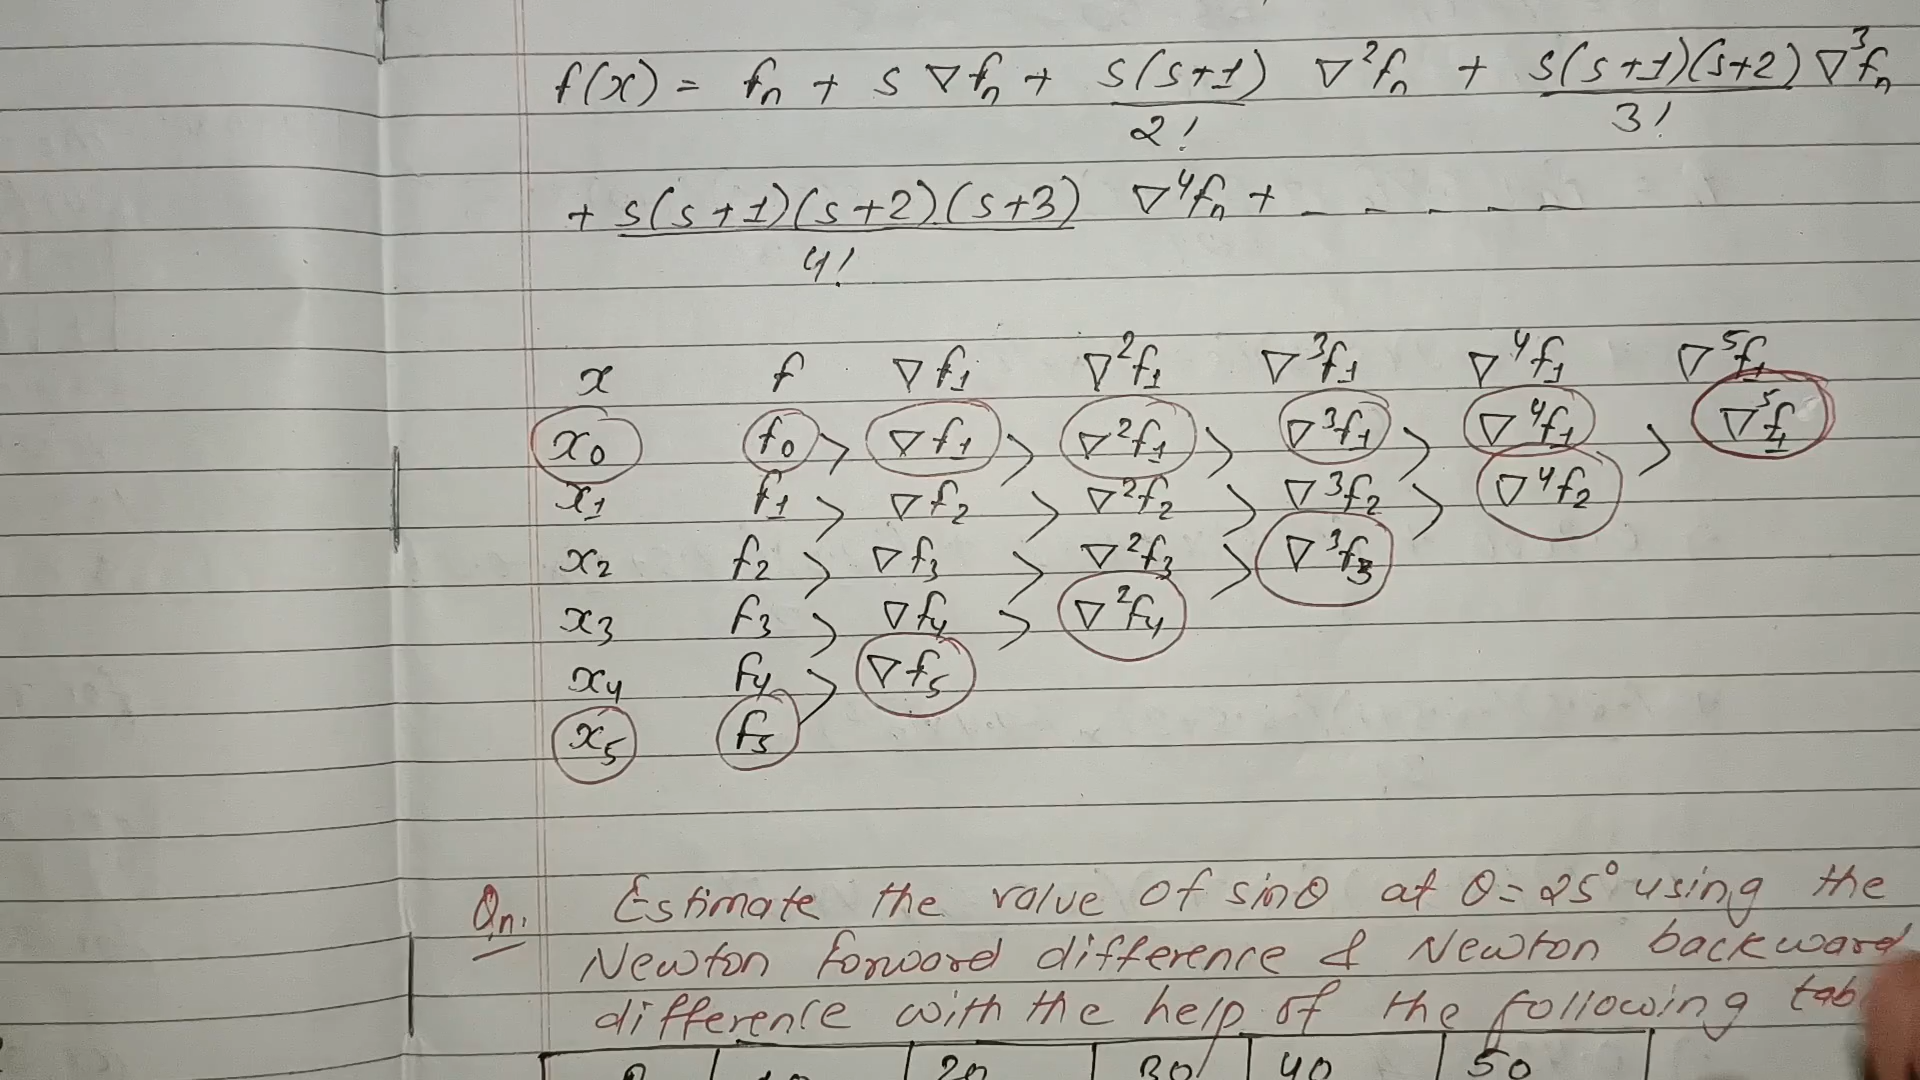 f(x) = fₙ + s ∇fₙ + s(s+1)/2! ∇²fₙ + s(s+1)(s+2)/3! ∇³fₙ
+ s(s+1)(s+2)(s+3)/4! ∇⁴fₙ + - - - - -
x f ∇f₁ ∇²f₁ ∇³f₁ ∇⁴f₁ ∇⁵f₁
x₀ f₀ > ∇f₁ > ∇²f₁ > ∇³f₁ > ∇⁴f₁ > ∇⁵f₁
x₁ f₁ > ∇f₂ > ∇²f₂ > ∇³f₂ > ∇⁴f₂
x₂ f₂ > ∇f₃ > ∇²f₃ > ∇³f₃
x₃ f₃ > ∇f₄ > ∇²f₄
x₄ f₄ > ∇f₅
x₅ f₅
Qn. Estimate the value of sinθ at θ=25° using the
Newton forward difference & Newton backward
difference with the help of the following
θ 20 30 40 50